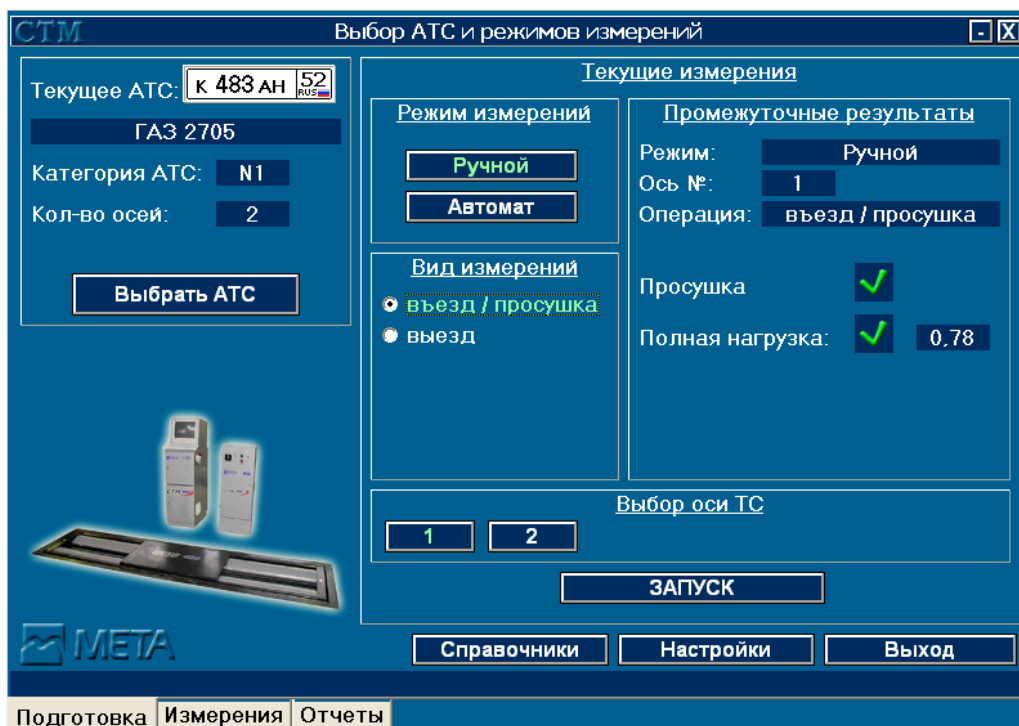 СТМ
Выбор АТС и режимов измерений
- X
Текущее АТС: К 483 АН 52 RUS
ГАЗ 2705
Категория АТС: N1
Кол-во осей: 2
Выбрать АТС
Текущие измерения
Режим измерений
Ручной
Автомат
Вид измерений
въезд / просушка
выезд
Промежуточные результаты
Режим: Ручной
Ось №: 1
Операция: въезд / просушка
Просушка
Полная нагрузка: 0,78
Выбор оси ТС
1 2
ЗАПУСК
МЕТА
Справочники Настройки Выход
Подготовка Измерения Отчеты